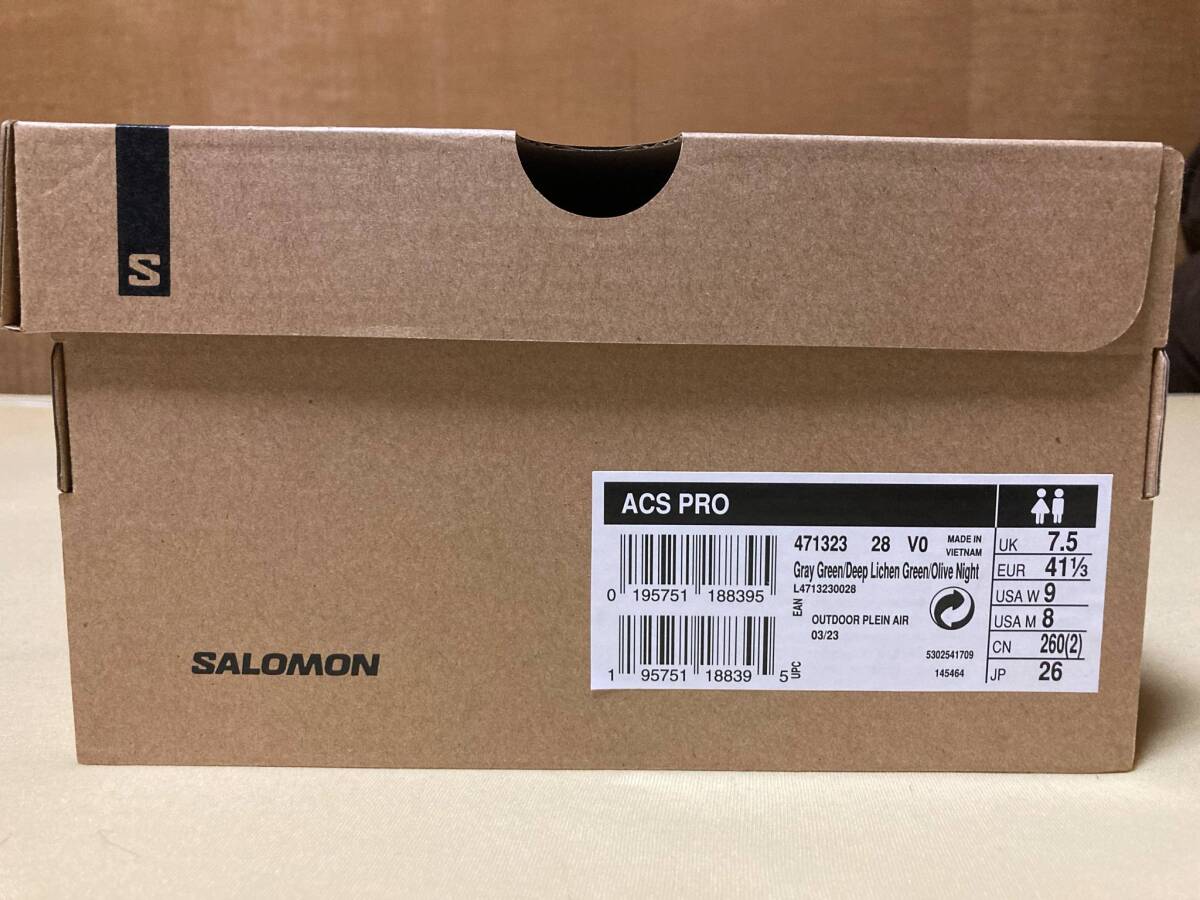 S
SALOMON
ACS PRO
471323 28 V0 MADE IN VIETNAM
Gray Green/Deep Lichen Green/Olive Night
L4713230028
0 195751 188395
EAN
OUTDOOR PLEIN AIR
03/23
5302541709
145464
1 95751 18839 5
UPC
UK 7.5
EUR 41⅓
USA W 9
USA M 8
CN 260(2)
JP 26